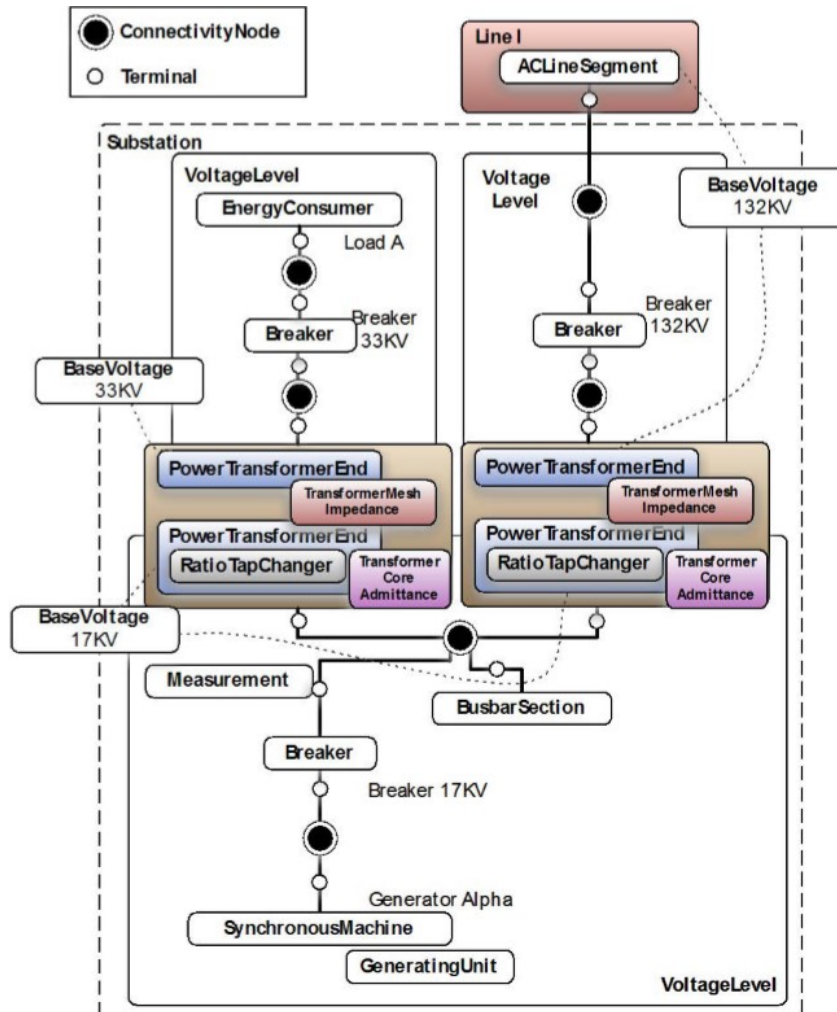 ConnectivityNode
Terminal
Line I
ACLineSegment
Substation
VoltageLevel
EnergyConsumer
Load A
Breaker
Breaker
33KV
BaseVoltage
33KV
Voltage
Level
BaseVoltage
132KV
Breaker
Breaker
132KV
PowerTransformerEnd
TransformerMesh
Impedance
PowerTransformerEnd
RatioTapChanger
Transformer
Core
Admittance
PowerTransformerEnd
TransformerMesh
Impedance
PowerTransformerEnd
RatioTapChanger
Transformer
Core
Admittance
BaseVoltage
17KV
Measurement
BusbarSection
Breaker
Breaker 17KV
Generator Alpha
SynchronousMachine
GeneratingUnit
VoltageLevel